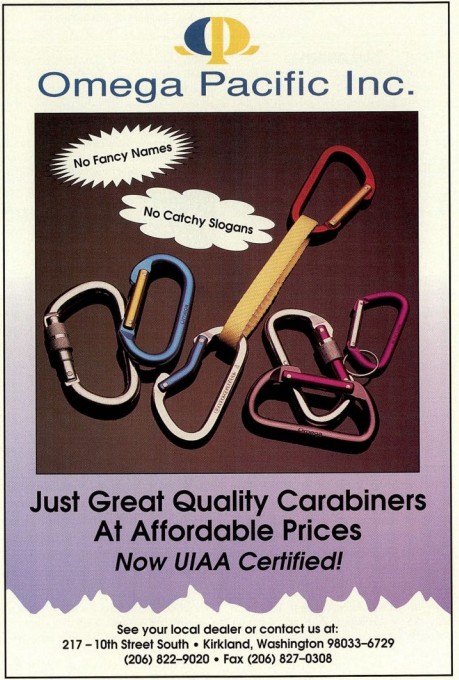 Omega Pacific Inc.
No Fancy Names
No Catchy Slogans
Just Great Quality Carabiners
At Affordable Prices
Now UIAA Certified!
See your local dealer or contact us at:
217 – 10th Street South • Kirkland, Washington 98033–6729
(206) 822–9020 • Fax (206) 827–0308